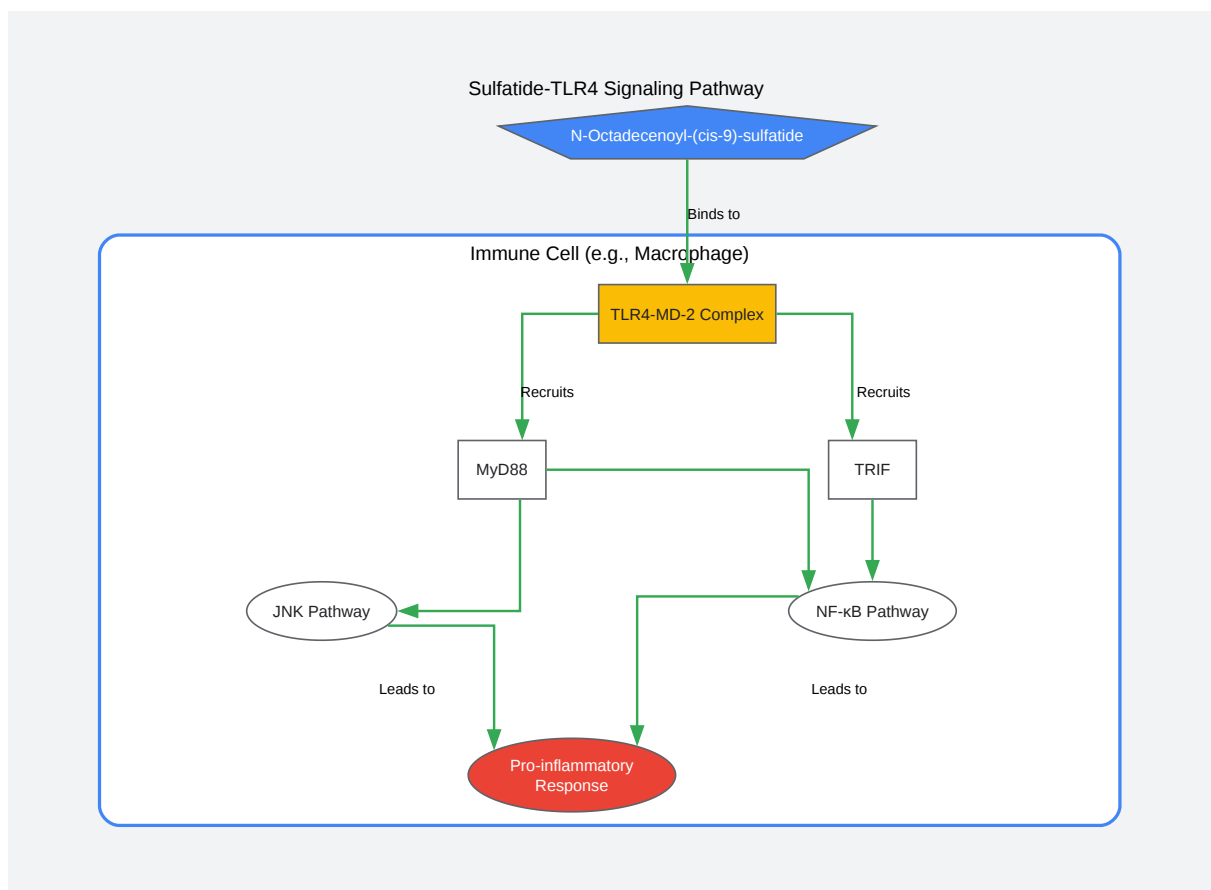 Sulfatide-TLR4 Signaling Pathway
N-Octadecenoyl-(cis-9)-sulfatide
Binds to
Immune Cell (e.g., Macrophage)
TLR4-MD-2 Complex
Recruits
Recruits
MyD88
TRIF
JNK Pathway
NF-κB Pathway
Leads to
Leads to
Pro-inflammatory
Response